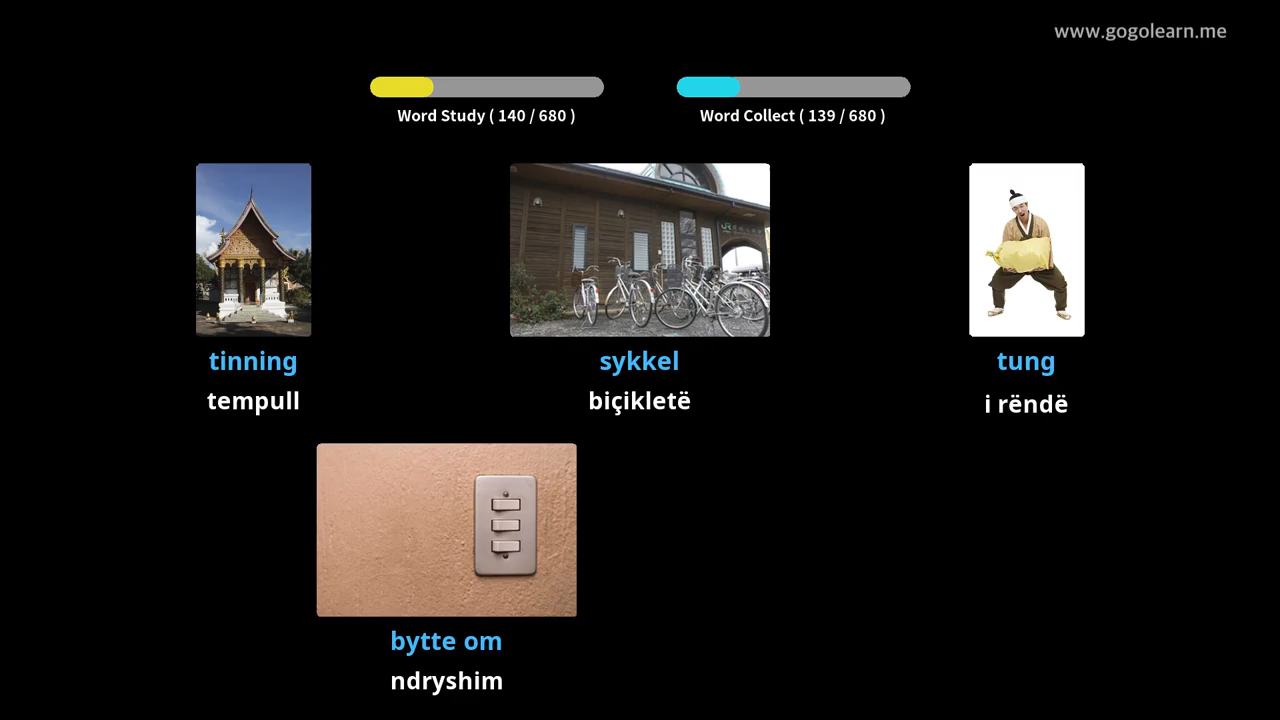 www.gogolearn.me
Word Study ( 140 / 680 )
Word Collect ( 139 / 680 )
tinning
tempull
sykkel
biçikletë
tung
i rëndë
bytte om
ndryshim